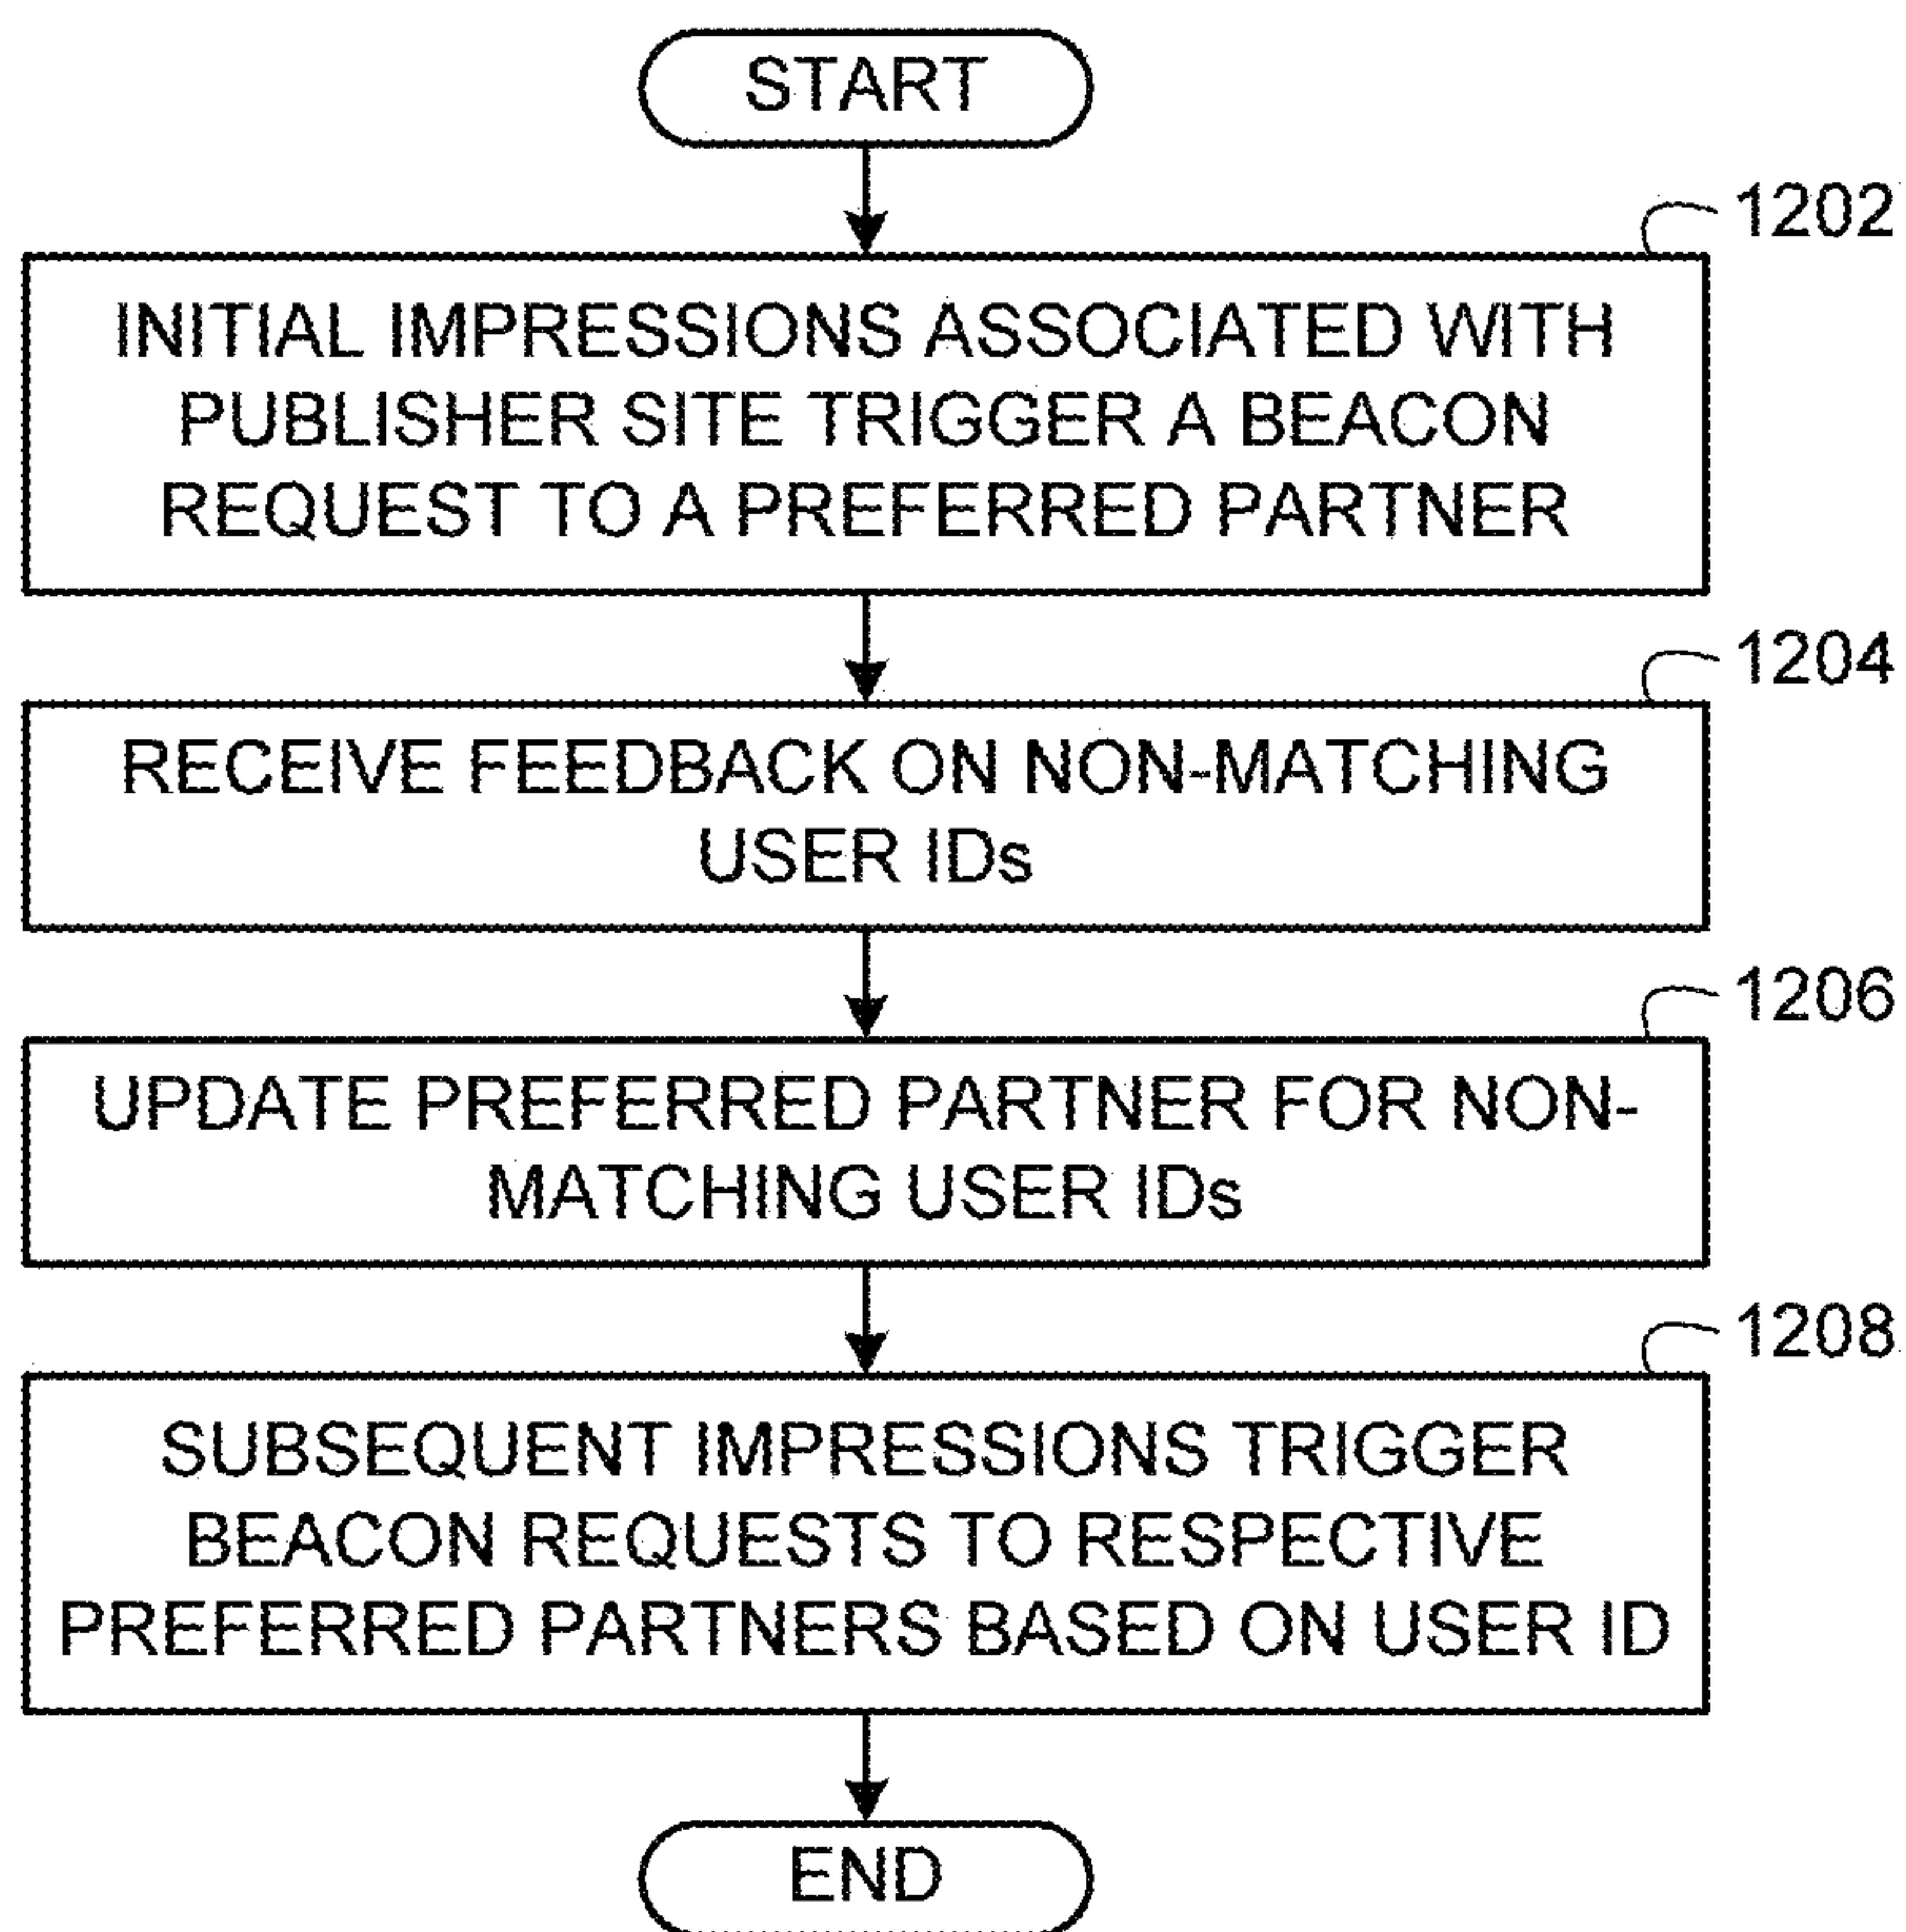 START
1202
INITIAL IMPRESSIONS ASSOCIATED WITH
PUBLISHER SITE TRIGGER A BEACON
REQUEST TO A PREFERRED PARTNER
1204
RECEIVE FEEDBACK ON NON-MATCHING
USER IDs
1206
UPDATE PREFERRED PARTNER FOR NON-
MATCHING USER IDs
1208
SUBSEQUENT IMPRESSIONS TRIGGER
BEACON REQUESTS TO RESPECTIVE
PREFERRED PARTNERS BASED ON USER ID
END